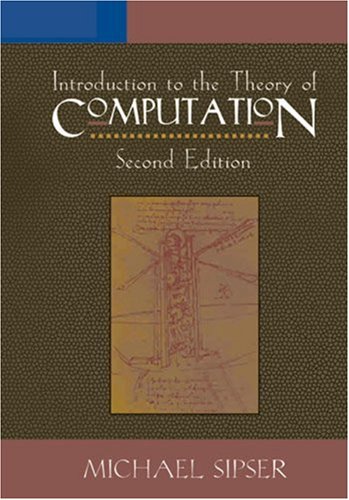 Introduction to the Theory of
COMPUTATION
Second Edition
MICHAEL SIPSER